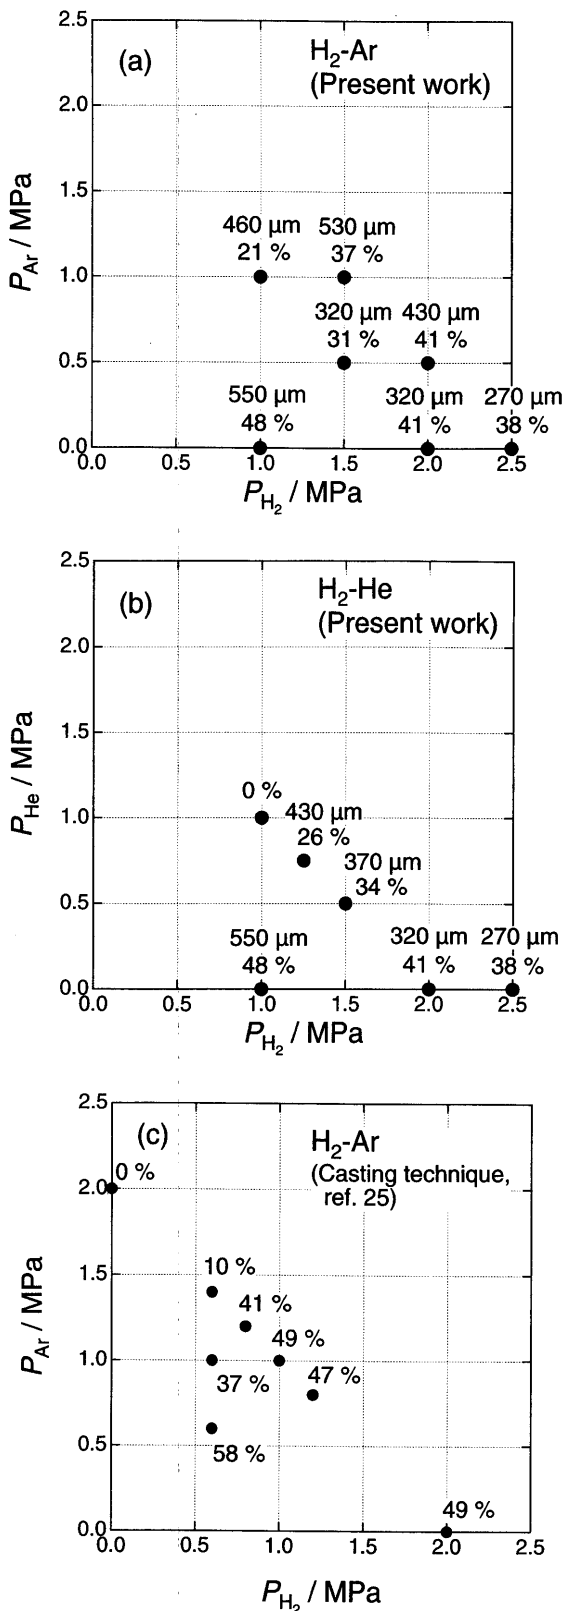 (a)
H2-Ar
(Present work)
2.5
2.0
1.5
1.0
0.5
0.0
PAr / MPa
460 µm
21 %
530 µm
37 %
320 µm
31 %
430 µm
41 %
550 µm
48 %
320 µm
41 %
270 µm
38 %
0.0 0.5 1.0 1.5 2.0 2.5
PH2 / MPa
(b)
H2-He
(Present work)
2.5
2.0
1.5
1.0
0.5
0.0
PHe / MPa
0 %
430 µm
26 %
370 µm
34 %
550 µm
48 %
320 µm
41 %
270 µm
38 %
0.0 0.5 1.0 1.5 2.0 2.5
PH2 / MPa
(c)
H2-Ar
(Casting technique,
ref. 25)
2.5
2.0
1.5
1.0
0.5
0.0
PAr / MPa
0 %
10 %
41 %
49 %
37 %
47 %
58 %
49 %
0.0 0.5 1.0 1.5 2.0 2.5
PH2 / MPa